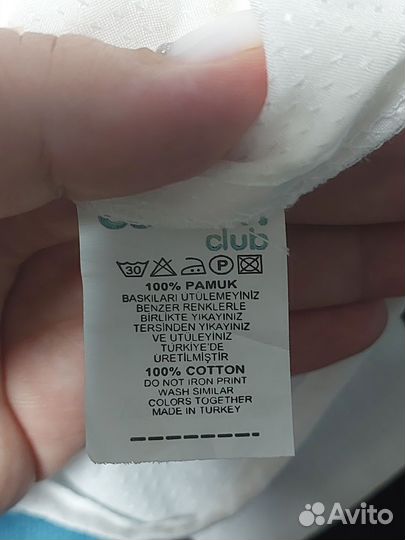 club
30 P
100% PAMUK
BASKILARI ÜTÜLEMEYİNİZ
BENZER RENKLERLE
BİRLİKTE YIKAYINIZ
TERSİNDEN YIKAYINIZ
VE ÜTÜLEYİNİZ
TÜRKİYE'DE
ÜRETİLMİŞTİR
100% COTTON
DO NOT IRON PRINT
WASH SIMILAR
COLORS TOGETHER
MADE IN TURKEY
Avito